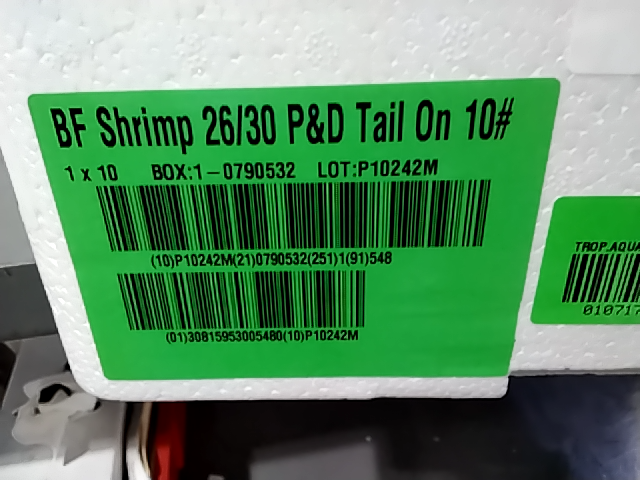 BF Shrimp 26/30 P&D Tail On 10#
1 x 10 BOX:1-0790532 LOT:P10242M
(10)P10242M(21)0790532(251)1(91)548
(01)30815953005480(10)P10242M
TROP.AQUA
010717